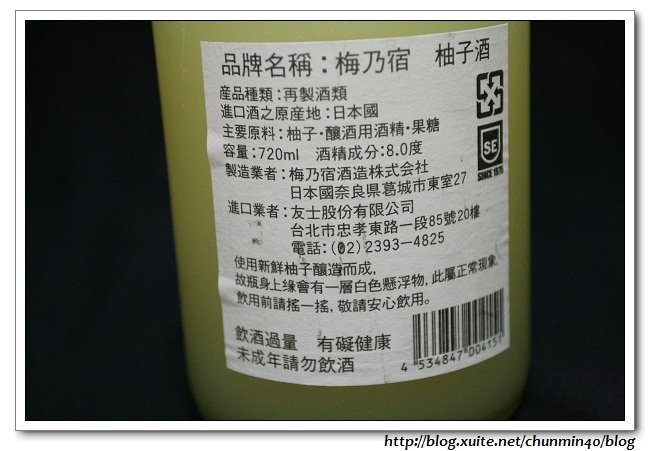 品牌名稱：梅乃宿 柚子酒
產品種類：再製酒類
進口酒之原産地：日本國
主要原料：柚子・釀酒用酒精・果糖
容量：720ml 酒精成分:8.0度
製造業者：梅乃宿酒造株式会社
日本國奈良県葛城市東室27
進口業者：友士股份有限公司
台北市忠孝東路一段85號20樓
電話：(02)2393-4825
使用新鮮柚子釀造而成,
故瓶身上緣會有一層白色懸浮物,此屬正常現象,
飲用前請搖一搖,敬請安心飲用。
飲酒過量 有礙健康
未成年請勿飲酒
SE
SINCE 1970
4 534847 004151
http://blog.xuite.net/chunmin40/blog